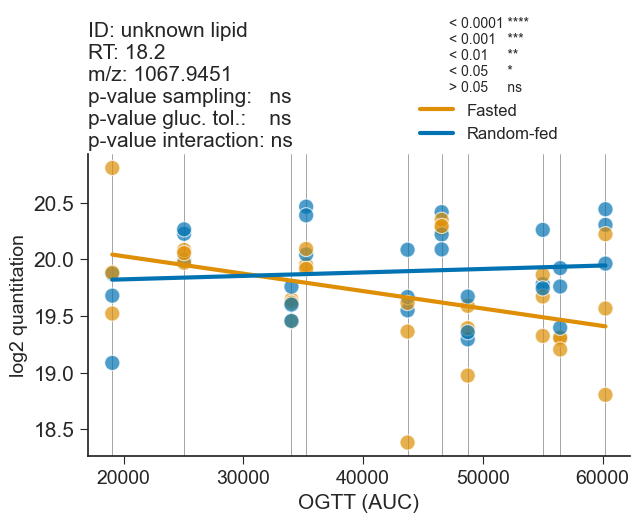 ID: unknown lipid
RT: 18.2
m/z: 1067.9451
p-value sampling: ns
p-value gluc. tol.: ns
p-value interaction: ns
< 0.0001 ****
< 0.001 ***
< 0.01 **
< 0.05 *
> 0.05 ns
Fasted
Random-fed
log2 quantitation
20.5
20.0
19.5
19.0
18.5
20000 30000 40000 50000 60000
OGTT (AUC)